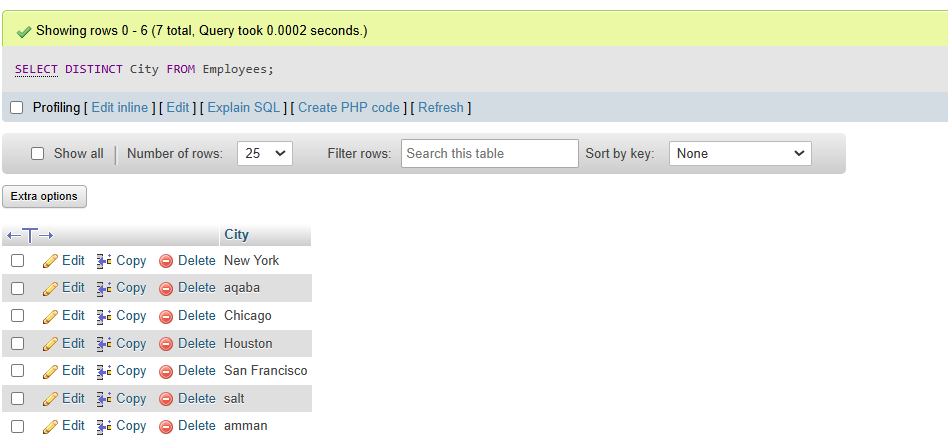 Showing rows 0 - 6 (7 total, Query took 0.0002 seconds.)
SELECT DISTINCT City FROM Employees;
Profiling [ Edit inline ] [ Edit ] [ Explain SQL ] [ Create PHP code ] [ Refresh ]
Show all Number of rows: 25 Filter rows: Search this table Sort by key: None
Extra options
City
Edit Copy Delete New York
Edit Copy Delete aqaba
Edit Copy Delete Chicago
Edit Copy Delete Houston
Edit Copy Delete San Francisco
Edit Copy Delete salt
Edit Copy Delete amman